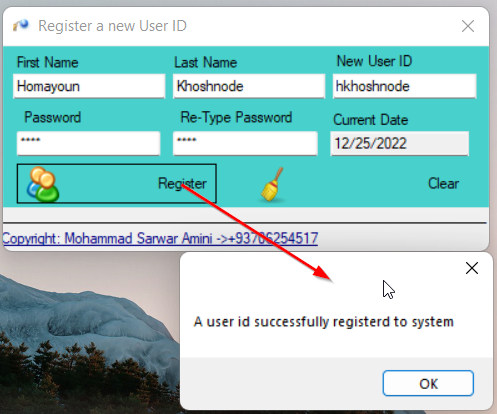 Register a new User ID
First Name Last Name New User ID
Homayoun Khoshnode hkhoshnode
Password Re-Type Password Current Date
**** **** 12/25/2022
Register Clear
Copyright: Mohammad Sarwar Amini ->+93706254517
A user id successfully registerd to system
OK